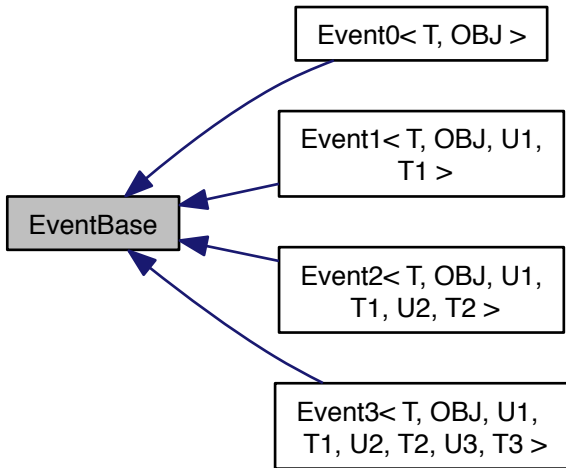 Event0< T, OBJ >
Event1< T, OBJ, U1,
T1 >
EventBase
Event2< T, OBJ, U1,
T1, U2, T2 >
Event3< T, OBJ, U1,
T1, U2, T2, U3, T3 >